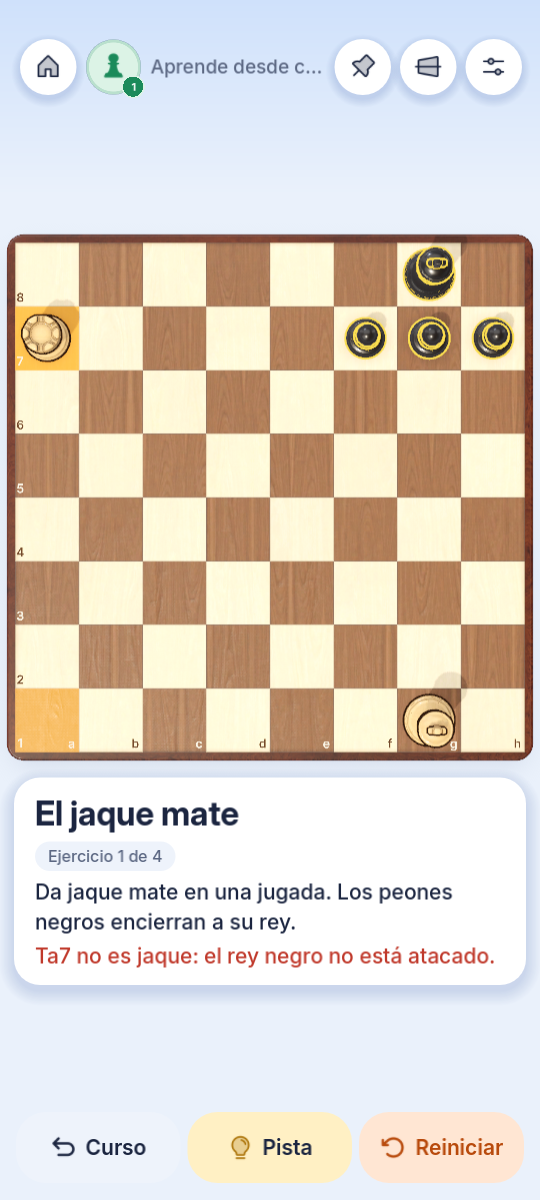 Aprende desde c...
1
8
7
6
5
4
3
2
1 a b c d e f g h
El jaque mate
Ejercicio 1 de 4
Da jaque mate en una jugada. Los peones
negros encierran a su rey.
Ta7 no es jaque: el rey negro no está atacado.
Curso Pista Reiniciar